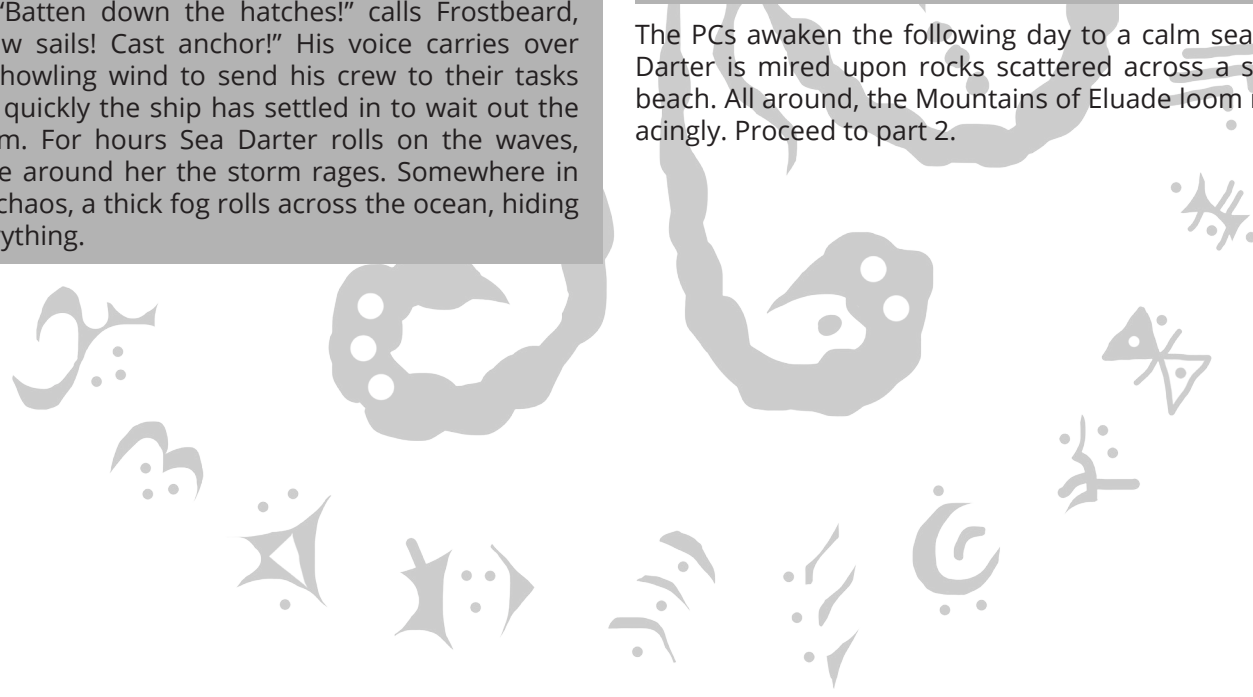 “Batten down the hatches!” calls Frostbeard,
w sails! Cast anchor!” His voice carries over
howling wind to send his crew to their tasks
quickly the ship has settled in to wait out the
m. For hours Sea Darter rolls on the waves,
e around her the storm rages. Somewhere in
chaos, a thick fog rolls across the ocean, hiding
ything.
The PCs awaken the following day to a calm sea
Darter is mired upon rocks scattered across a s
beach. All around, the Mountains of Eluade loom
acingly. Proceed to part 2.